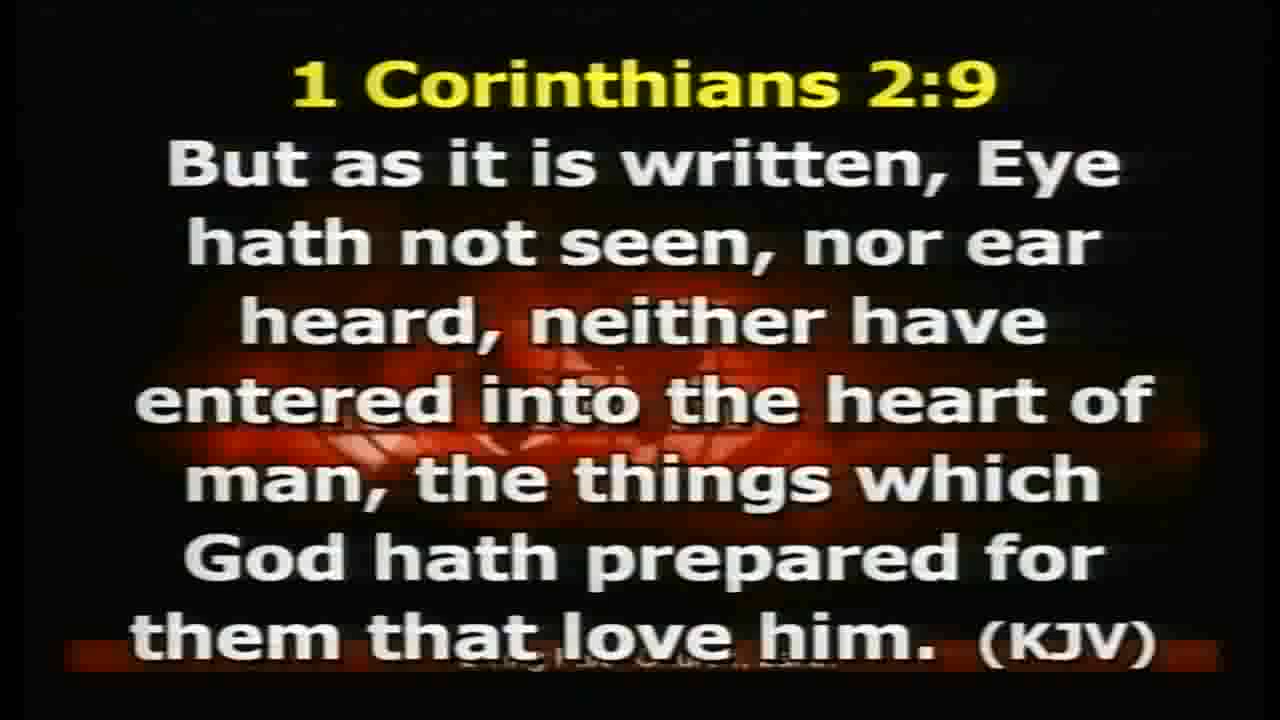 1 Corinthians 2:9
But as it is written, Eye
hath not seen, nor ear
heard, neither have
entered into the heart of
man, the things which
God hath prepared for
them that love him. (KJV)